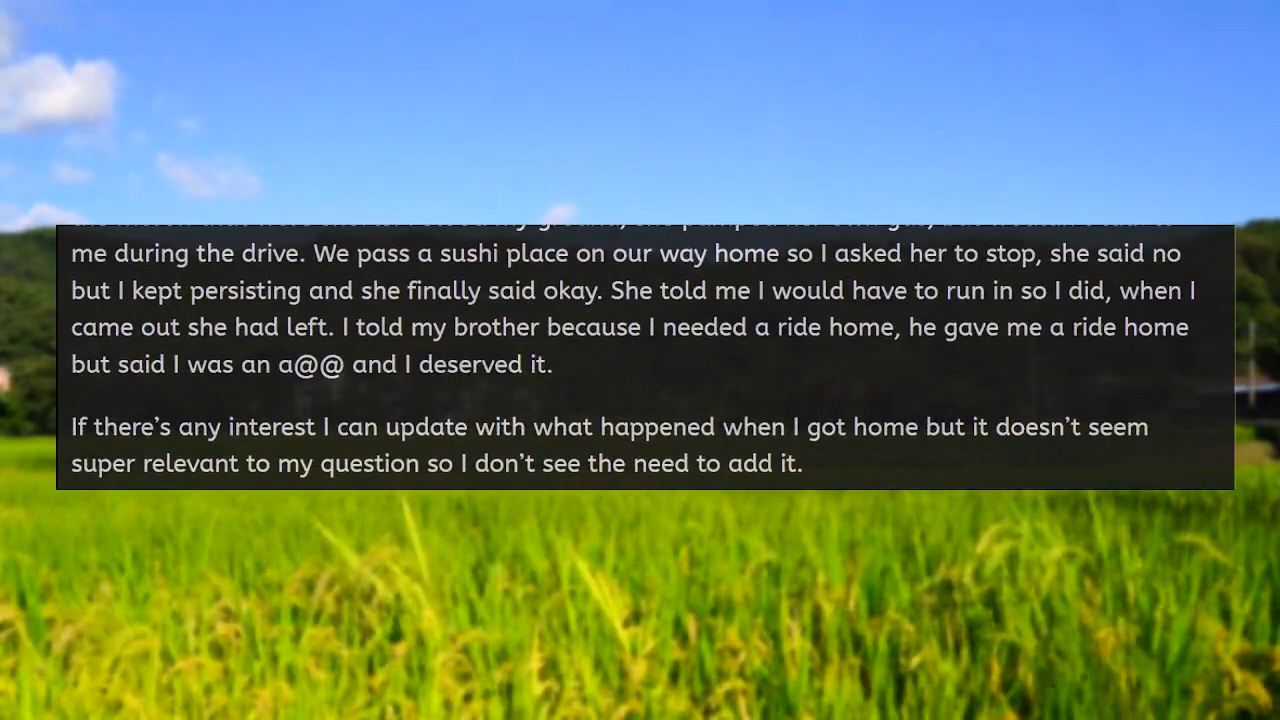 me during the drive. We pass a sushi place on our way home so I asked her to stop, she said no
but I kept persisting and she finally said okay. She told me I would have to run in so I did, when I
came out she had left. I told my brother because I needed a ride home, he gave me a ride home
but said I was an a@@ and I deserved it.
If there’s any interest I can update with what happened when I got home but it doesn’t seem
super relevant to my question so I don’t see the need to add it.